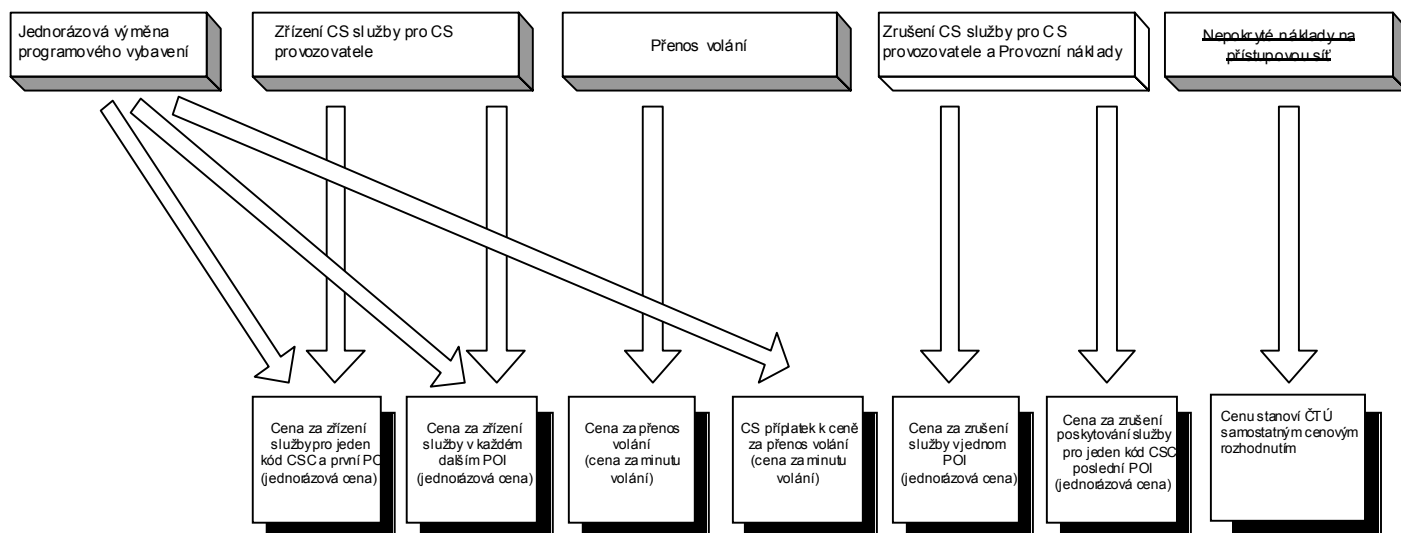 Jednorázová výměna
programového vybavení
Zřízení CS služby pro CS
provozovatele
Přenos volání
Zrušení CS služby pro CS
provozovatele a Provozní náklady
Nepokryté náklady na
přístupovou síť
Cena za zřízení
služby pro jeden
kód CSC a první PO
(jednorázová cena)
Cena za zřízení
služby v každém
dalším POI
(jednorázová cena)
Cena za přenos
volání
(cena za minutu
volání)
CS příplatek k ceně
za přenos volání
(cena za minutu
volání)
Cena za zrušení
služby v jednom
POI
(jednorázová cena)
Cena za zrušení
poskytování služby
pro jeden kód CSC
poslední POI
(jednorázová cena)
Cenu stanoví ČTÚ
samostatným cenovým
rozhodnutím